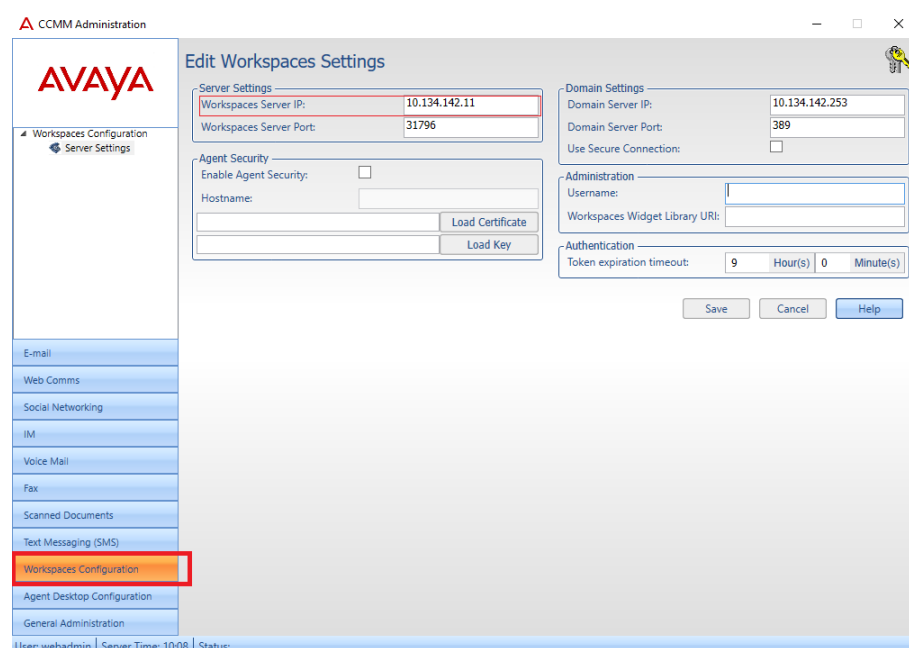 CCMM Administration
AVAYA
Workspaces Configuration
Server Settings
E-mail
Web Comms
Social Networking
IM
Voice Mail
Fax
Scanned Documents
Text Messaging (SMS)
Workspaces Configuration
Agent Desktop Configuration
General Administration
Edit Workspaces Settings
Server Settings
Workspaces Server IP: 10.134.142.11
Workspaces Server Port: 31796
Agent Security
Enable Agent Security:
Hostname:
Load Certificate
Load Key
Domain Settings
Domain Server IP: 10.134.142.253
Domain Server Port: 389
Use Secure Connection:
Administration
Username:
Workspaces Widget Library URI:
Authentication
Token expiration timeout: 9 Hour(s) 0 Minute(s)
Save Cancel Help
User: webadmin Server Time: 10:08 Status: